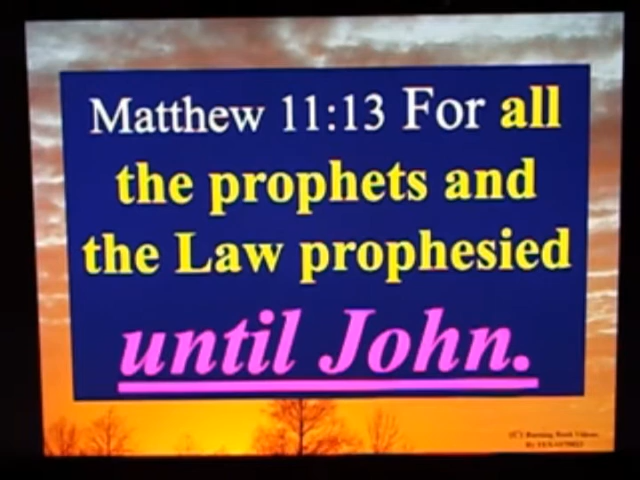 Matthew 11:13 For all
the prophets and
the Law prophesied
until John.